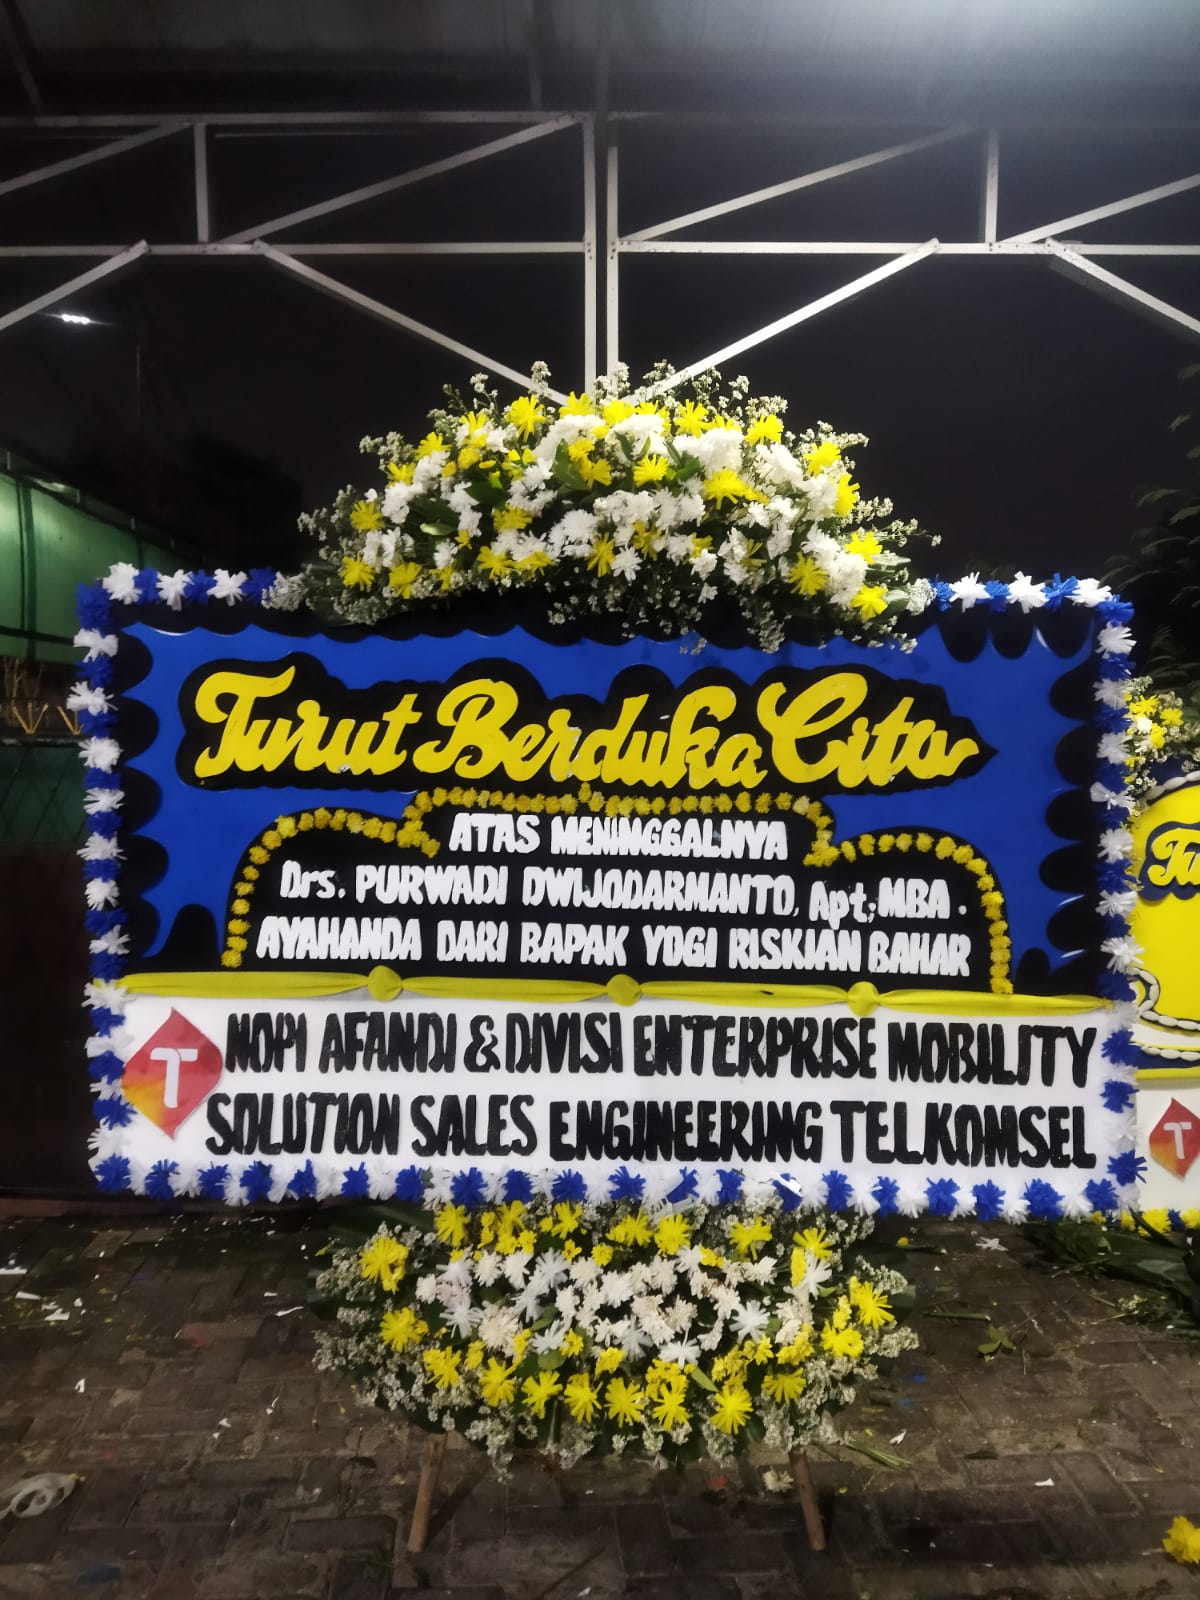 Turut Berduka Cita
ATAS MENINGGALNYA
Drs. PURWADI DWIJODARMANTO, Apt; MBA.
AYAHANDA DARI BAPAK YOGI RISKIAN BAHAR
T
NOPI AFANDI & DIVISI ENTERPRISE MOBILITY
SOLUTION SALES ENGINEERING TELKOMSEL
T